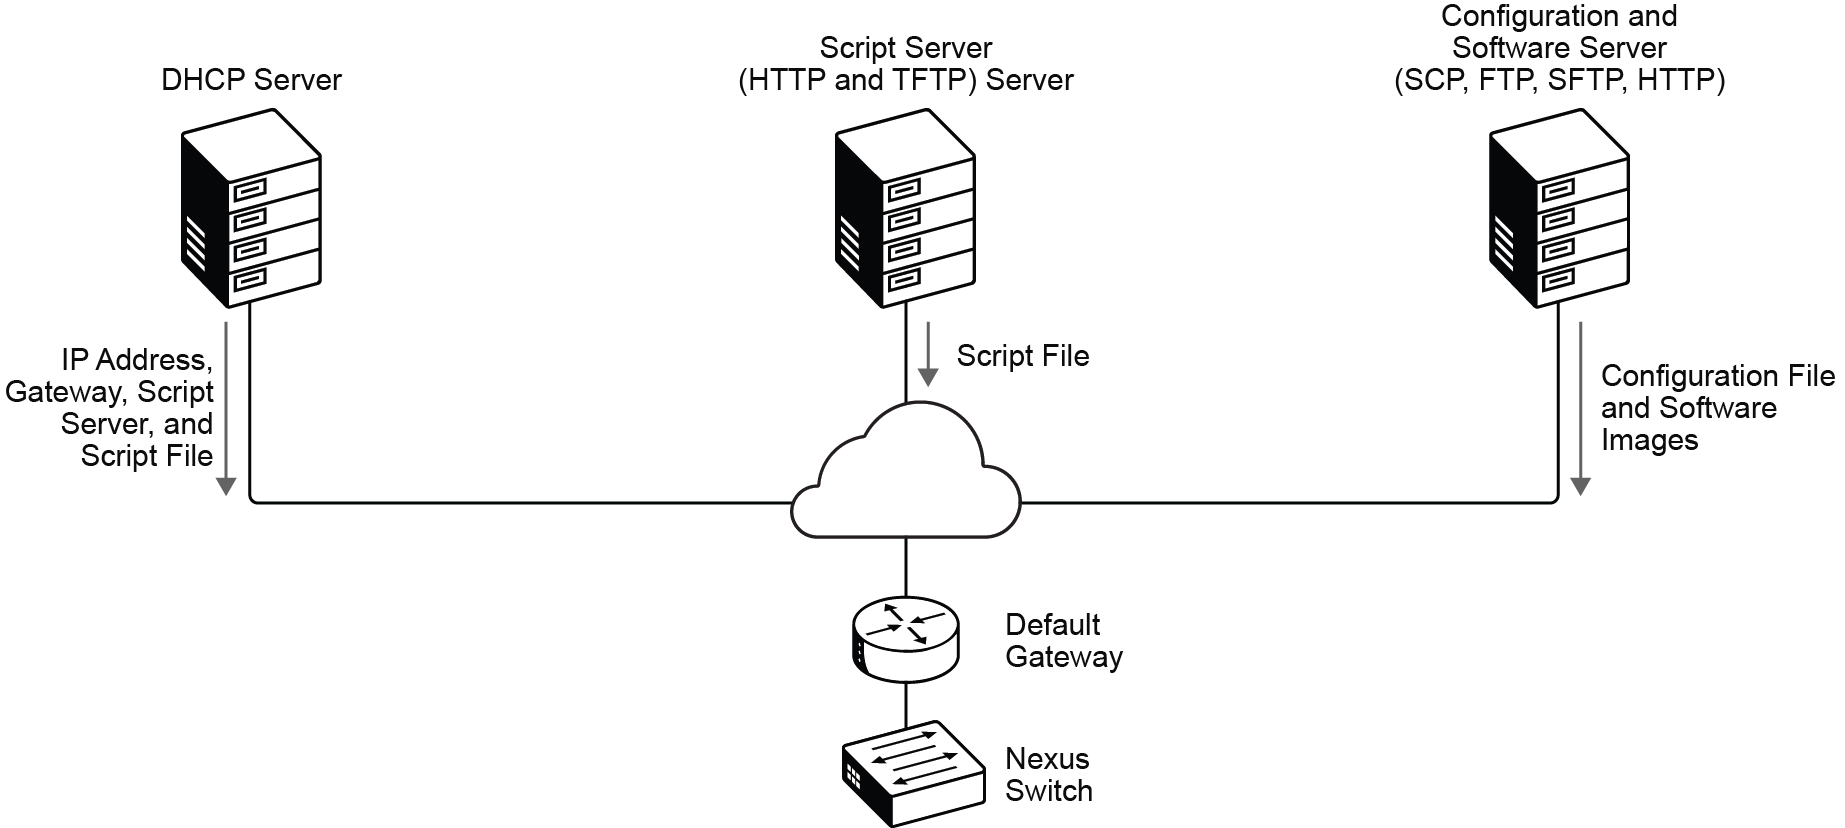 DHCP Server
Script Server
(HTTP and TFTP) Server
Configuration and
Software Server
(SCP, FTP, SFTP, HTTP)
IP Address,
Gateway, Script
Server, and
Script File
Script File
Configuration File
and Software
Images
Default
Gateway
Nexus
Switch